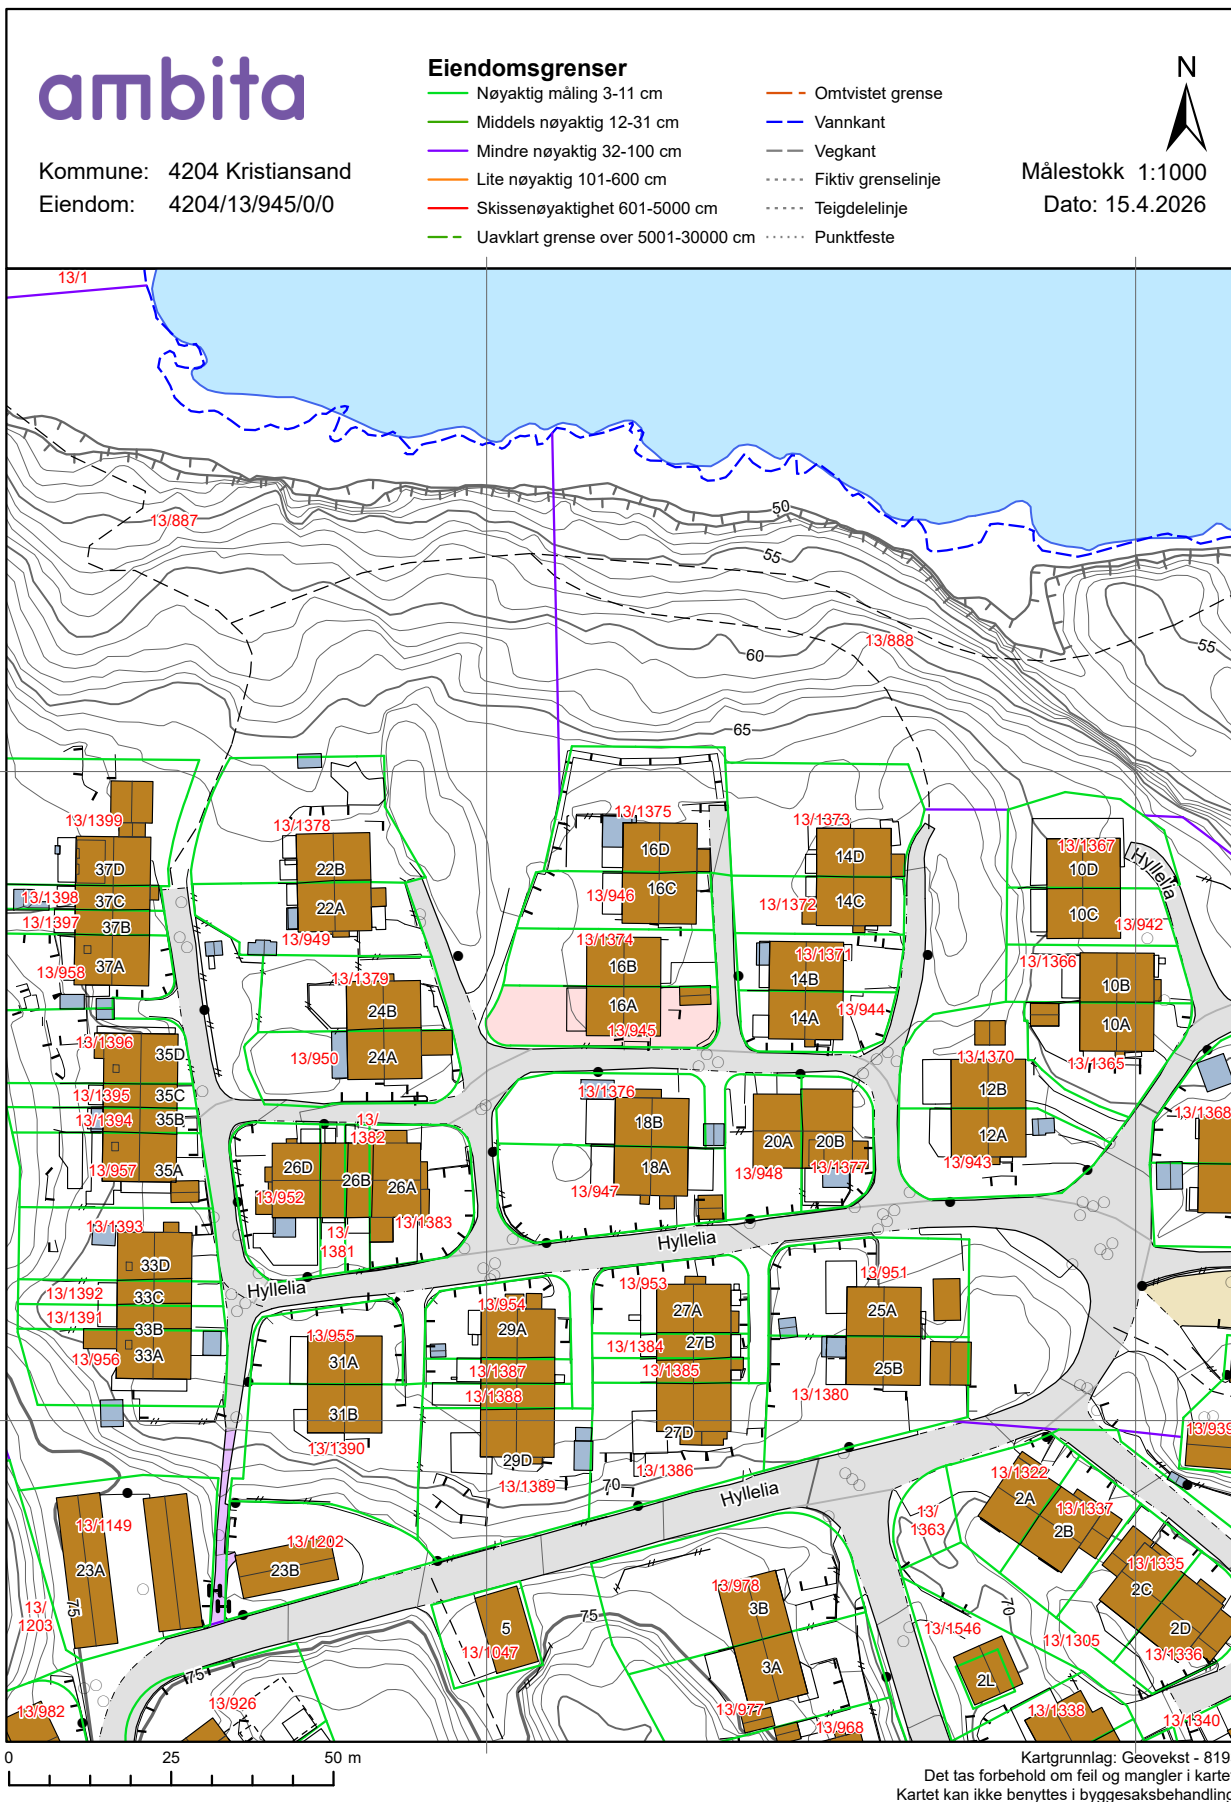 ambita
Kommune: 4204 Kristiansand
Eiendom: 4204/13/945/0/0
Eiendomsgrenser
Nøyaktig måling 3-11 cm
Middels nøyaktig 12-31 cm
Mindre nøyaktig 32-100 cm
Lite nøyaktig 101-600 cm
Skissenøyaktighet 601-5000 cm
Uavklart grense over 5001-30000 cm
Omtvistet grense
Vannkant
Vegkant
Fiktiv grenselinje
Teigdelelinje
Punktfeste
N
Målestokk 1:1000
Dato: 15.4.2026
13/1
50
13/887
55
13/888
55
60
65
13/1399
13/1378
13/1375
13/1373
13/1367
37D
22B
16D
14D
10D
Hyllelia
13/1398
37C
22A
13/946
16C
13/1372
14C
10C
13/942
13/1397
37B
13/949
13/1374
13/958
37A
13/1379
16B
13/1371
14B
13/1366
10B
24B
16A
14A
13/944
10A
13/945
13/1396
35D
13/950
24A
13/1370
13/1365
13/1395
35C
13/1376
12B
13/1394
35B
13/
1382
18B
20A
20B
12A
13/1368
13/957
35A
26D
26B
26A
18A
13/948
13/1377
13/943
13/952
13/947
13/1393
13/
1381
13/1383
Hyllelia
33D
13/1392
33C
Hyllelia
13/953
13/951
13/1391
33B
13/954
27A
25A
13/956
33A
13/955
29A
13/1384
27B
31A
13/1387
13/1385
25B
13/1388
13/1380
31B
13/1390
29D
27D
13/939
13/1389
13/1386
70
Hyllelia
13/1322
2A
13/1337
13/1149
13/
1363
2B
13/1202
23A
23B
13/1335
13/978
2C
13/
1203
75
3B
75
70
5
13/1546
2D
13/1047
13/1305
13/1336
75
3A
2L
13/982
13/926
13/977
13/968
13/1338
13/1340
0 25 50 m
Kartgrunnlag: Geovekst - 819
Det tas forbehold om feil og mangler i karte
Kartet kan ikke benyttes i byggesaksbehandling